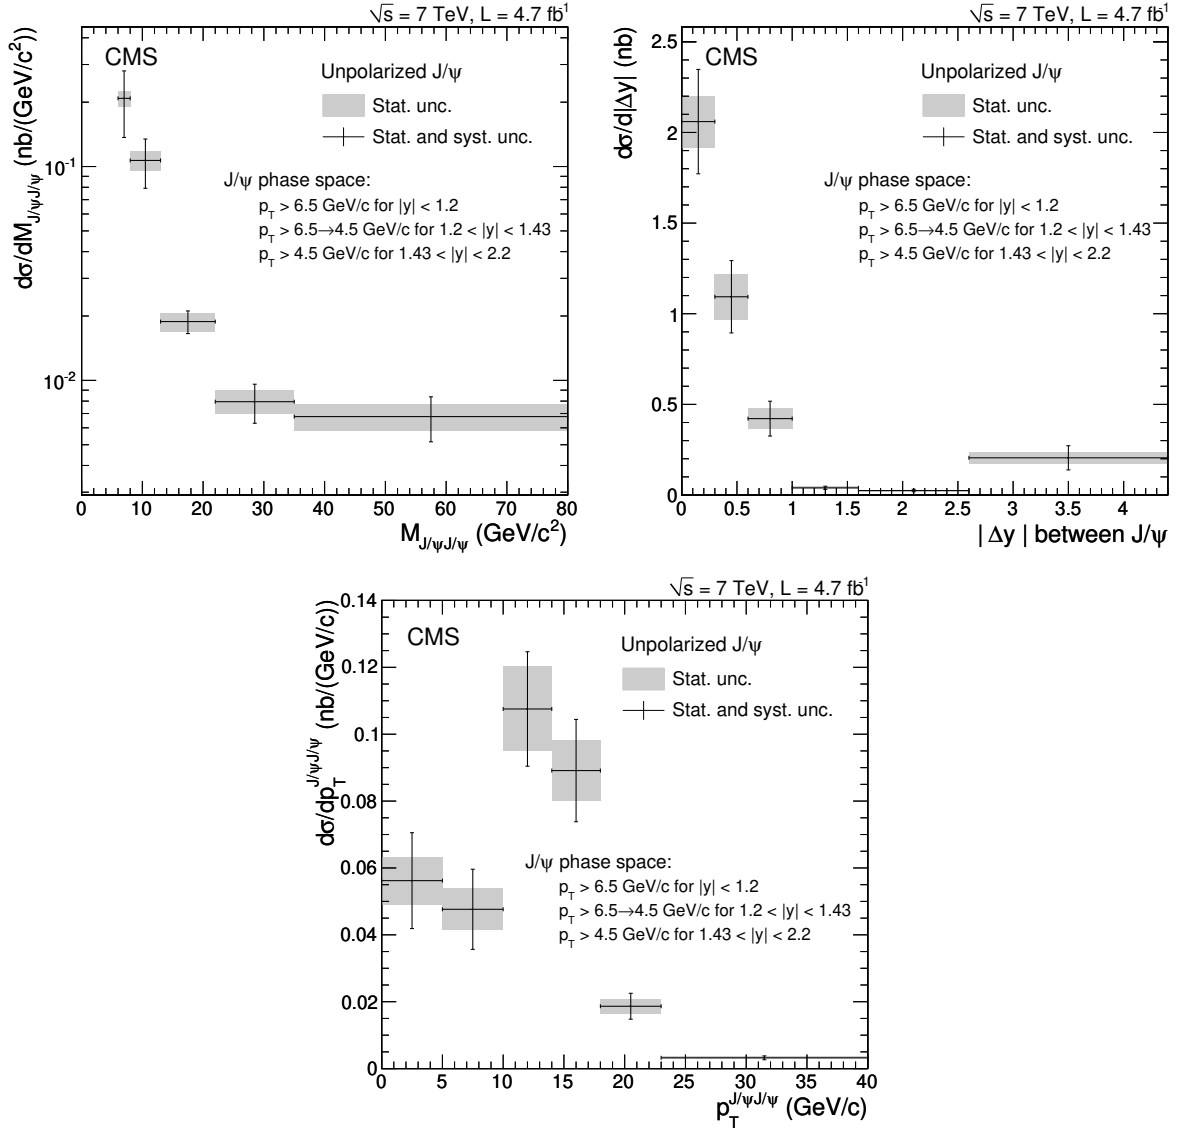 √s = 7 TeV, L = 4.7 fb⁻¹
CMS
Unpolarized J/ψ
Stat. unc.
Stat. and syst. unc.
J/ψ phase space:
p_T > 6.5 GeV/c for |y| < 1.2
p_T > 6.5→4.5 GeV/c for 1.2 < |y| < 1.43
p_T > 4.5 GeV/c for 1.43 < |y| < 2.2
dσ/dM_J/ψJ/ψ (nb/(GeV/c²))
10⁻¹
10⁻²
0 10 20 30 40 50 60 70 80
M_J/ψJ/ψ (GeV/c²)
√s = 7 TeV, L = 4.7 fb⁻¹
CMS
Unpolarized J/ψ
Stat. unc.
Stat. and syst. unc.
J/ψ phase space:
p_T > 6.5 GeV/c for |y| < 1.2
p_T > 6.5→4.5 GeV/c for 1.2 < |y| < 1.43
p_T > 4.5 GeV/c for 1.43 < |y| < 2.2
dσ/d|Δy| (nb)
2.5
2
1.5
1
0.5
0
0 0.5 1 1.5 2 2.5 3 3.5 4
| Δy | between J/ψ
√s = 7 TeV, L = 4.7 fb⁻¹
CMS
Unpolarized J/ψ
Stat. unc.
Stat. and syst. unc.
J/ψ phase space:
p_T > 6.5 GeV/c for |y| < 1.2
p_T > 6.5→4.5 GeV/c for 1.2 < |y| < 1.43
p_T > 4.5 GeV/c for 1.43 < |y| < 2.2
dσ/dp_T^J/ψJ/ψ (nb/(GeV/c))
0.14
0.12
0.1
0.08
0.06
0.04
0.02
0
0 5 10 15 20 25 30 35 40
p_T^J/ψJ/ψ (GeV/c)